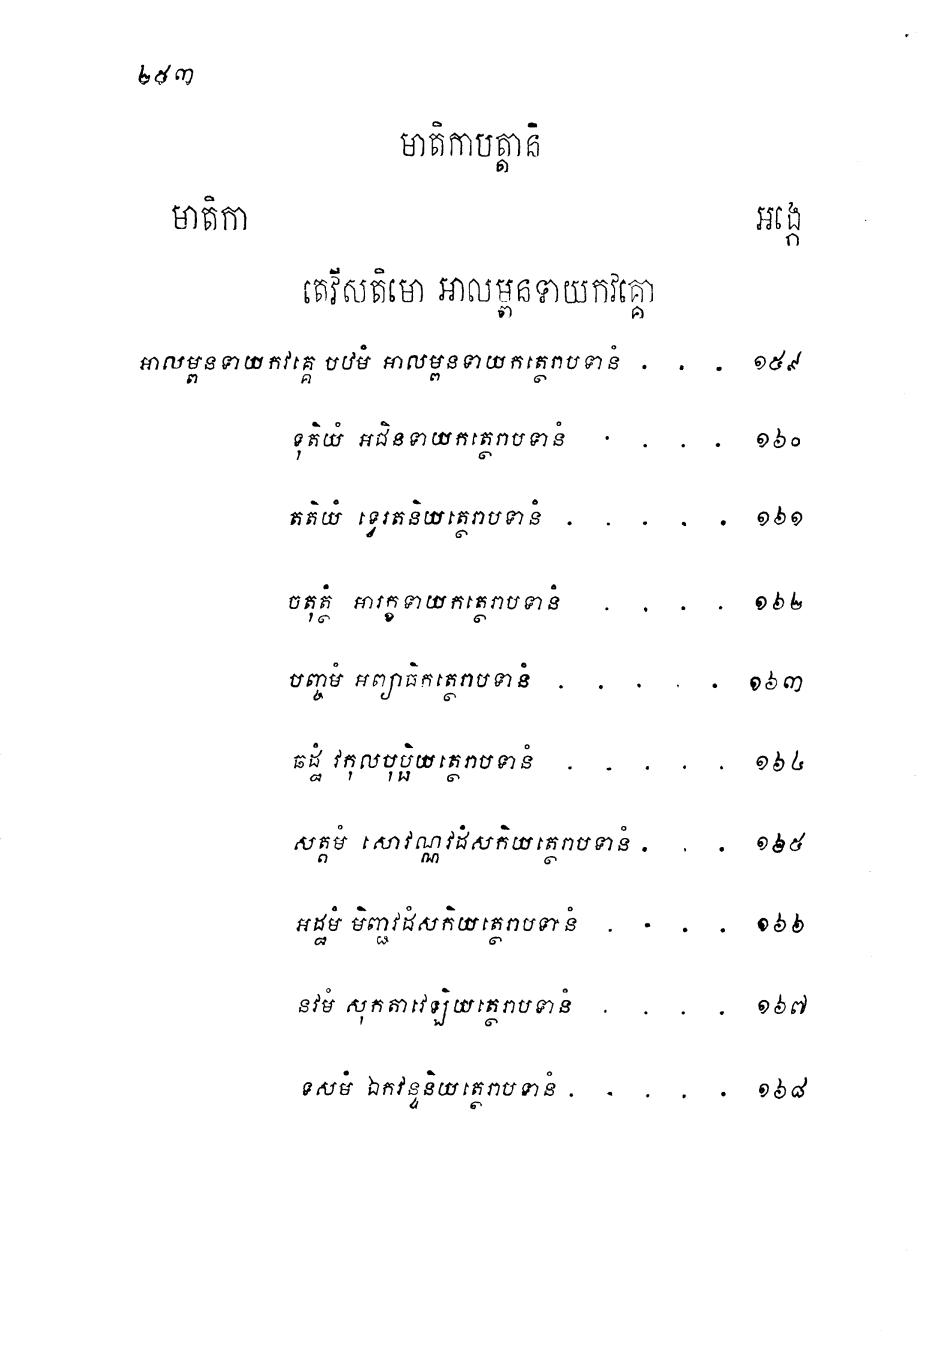 ២៩៣
មាតិកាបត្តានិ
មាតិកា អង្កេ
តេវីសតិមោ អាលម្ពនទាយកវគ្គោ
អាលម្ពនទាយកវគ្គេ បឋមំ អាលម្ពនទាយកត្ថេរាបទានំ . . . ១៥៩
ទុតិយំ អជិនទាយកត្ថេរាបទានំ . . . . ១៦០
តតិយំ ទ្វេរតនិយត្ថេរាបទានំ . . . . . ១៦១
ចតុត្ថំ អារក្ខទាយកត្ថេរាបទានំ . . . . ១៦២
បញ្ចមំ អព្យាធិកត្ថេរាបទានំ . . . . . ១៦៣
ឆដ្ឋំ វកុលបុប្ផិយត្ថេរាបទានំ . . . . . ១៦៤
សត្តមំ សោវណ្ណវដំសកិយត្ថេរាបទានំ . . . ១៦៥
អដ្ឋមំ មិញ្ជវដំសកិយត្ថេរាបទានំ . . . . ១៦៦
នវមំ សុកតាវេឡិយត្ថេរាបទានំ . . . . ១៦៧
ទសមំ ឯកវន្ទនិយត្ថេរាបទានំ . . . . . ១៦៨